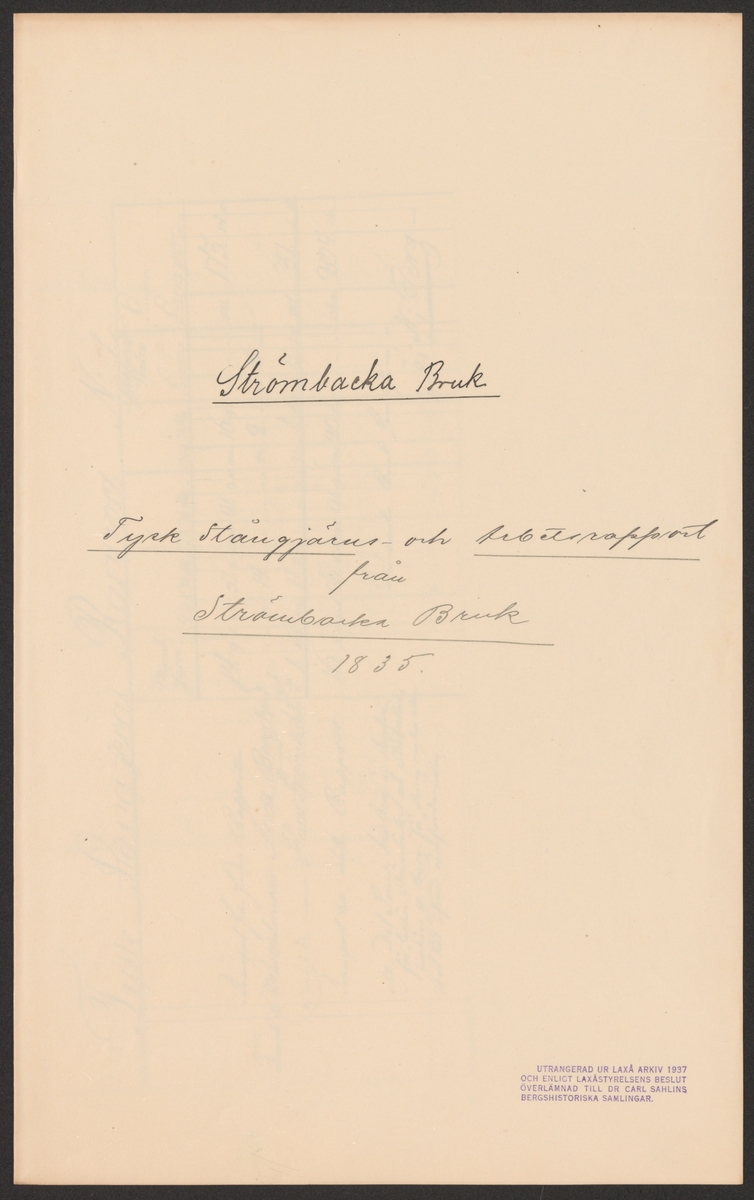 Strömbacka Bruk
Tysk Stångjärns- och Arbetsrapport
från
Strömbacka Bruk
1835.
UTRANGERAD UR LAXÅ ARKIV 1937
OCH ENLIGT LAXÅSTYRELSENS BESLUT
ÖVERLÄMNAD TILL DR CARL SAHLINS
BERGSHISTORISKA SAMLINGAR.